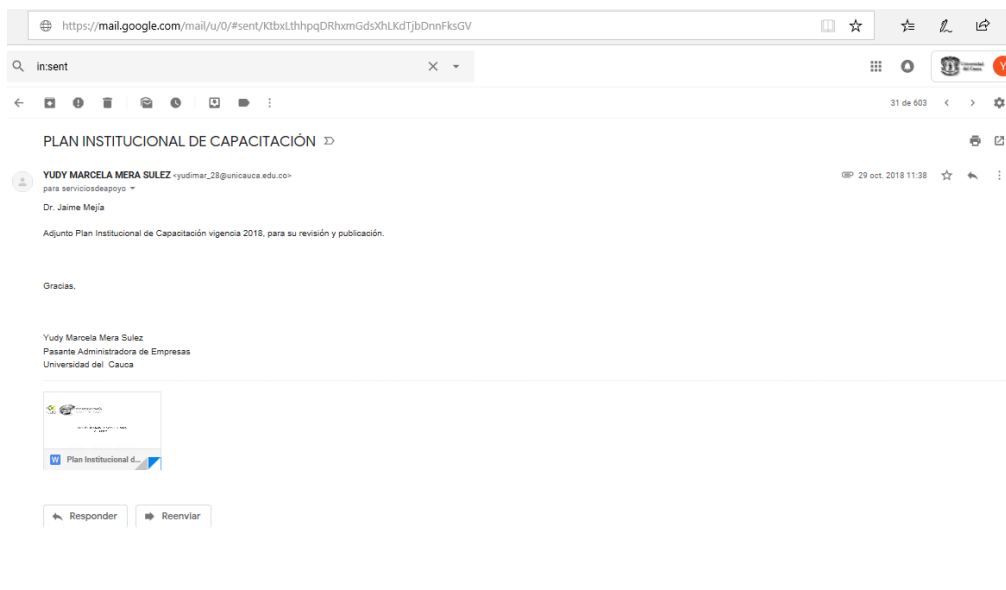 https://mail.google.com/mail/u/0/#sent/KtbxLthhpqDRhxmGdsXhLKdTjbDnnFksGV
in:sent
Universidad
del Cauca
Y
31 de 603
PLAN INSTITUCIONAL DE CAPACITACIÓN
YUDY MARCELA MERA SULEZ <yudimar_28@unicauca.edu.co>
29 oct. 2018 11:38
para serviciosdeapoyo
Dr. Jaime Mejía
Adjunto Plan Institucional de Capacitación vigencia 2018, para su revisión y publicación.
Gracias,
Yudy Marcela Mera Sulez
Pasante Administradora de Empresas
Universidad del Cauca
W Plan Institucional d...
Responder
Reenviar